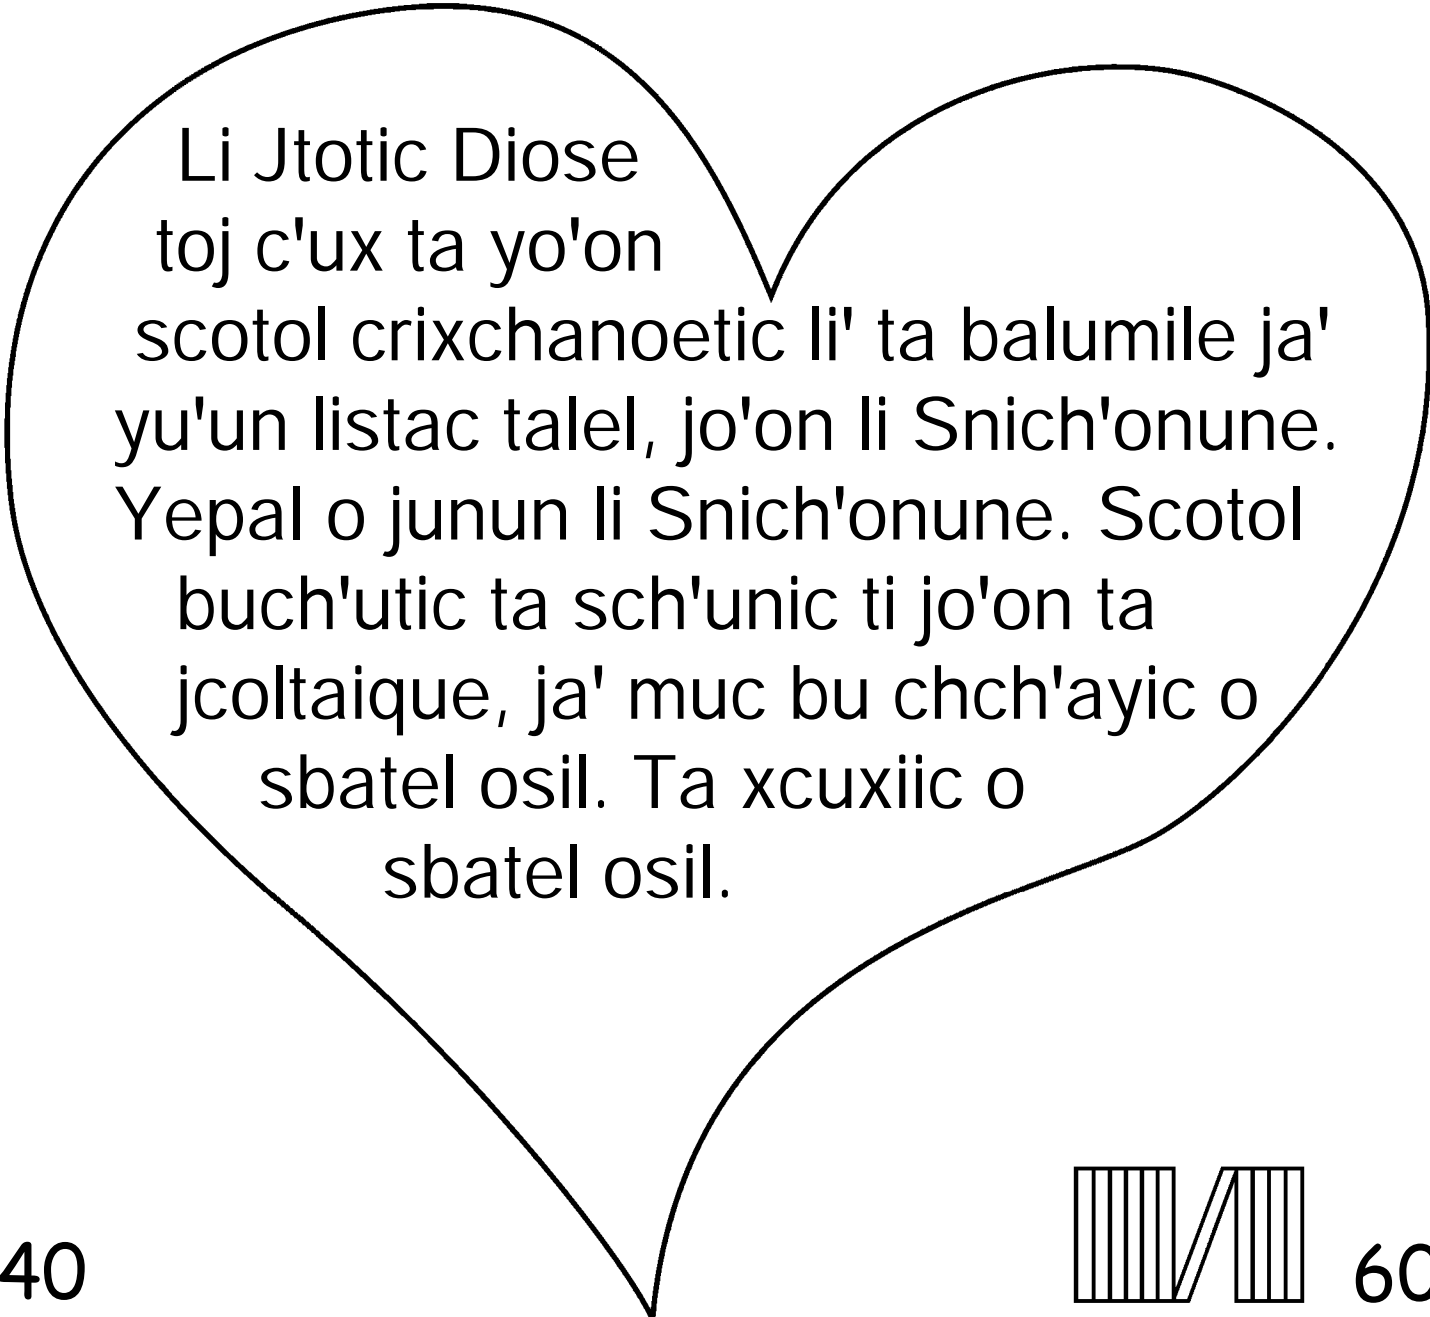 Li Jtotic Diose
toj c'ux ta yo'on
scotol crixchanoetic li' ta balumile ja'
yu'un listac talel, jo'on li Snich'onune.
Yepal o junun li Snich'onune. Scotol
buch'utic ta sch'unic ti jo'on ta
jcoltaique, ja' muc bu chch'ayic o
sbatel osil. Ta xcuxiic o
sbatel osil.
40
60